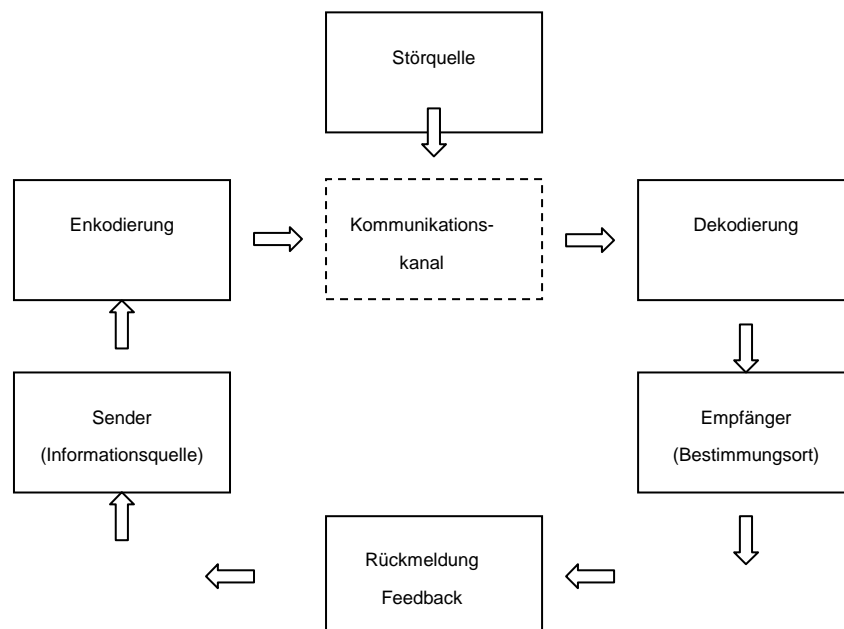 Störquelle
Enkodierung
Kommunikations-
kanal
Dekodierung
Sender
(Informationsquelle)
Empfänger
(Bestimmungsort)
Rückmeldung
Feedback